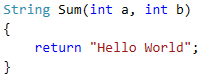 String Sum(int a, int b)
{
    return "Hello World";
}